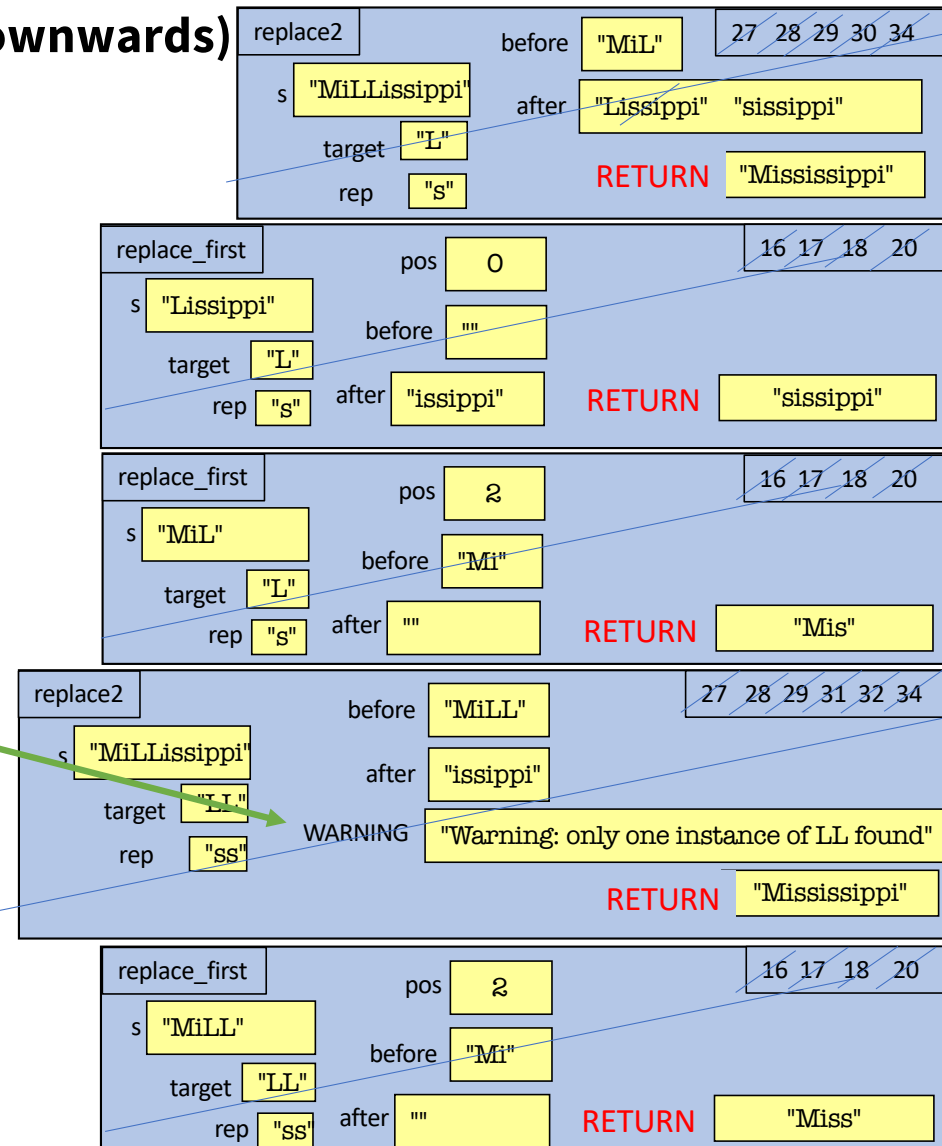 ownwards)
replace2
before "MiL"
27 28 29 30 34
s "MiLLissippi"
after "Lissippi" "sissippi"
target "L"
rep "s"
RETURN "Mississippi"
replace_first
pos 0
16 17 18 20
s "Lissippi"
before ""
target "L"
rep "s"
after "issippi"
RETURN "sissippi"
replace_first
pos 2
16 17 18 20
s "MiL"
before "Mi"
target "L"
rep "s"
after ""
RETURN "Mis"
replace2
before "MiLL"
27 28 29 31 32 34
s "MiLLissippi"
after "issippi"
target "LL"
WARNING "Warning: only one instance of LL found"
rep "ss"
RETURN "Mississippi"
replace_first
pos 2
16 17 18 20
s "MiLL"
before "Mi"
target "LL"
rep "ss"
after ""
RETURN "Miss"